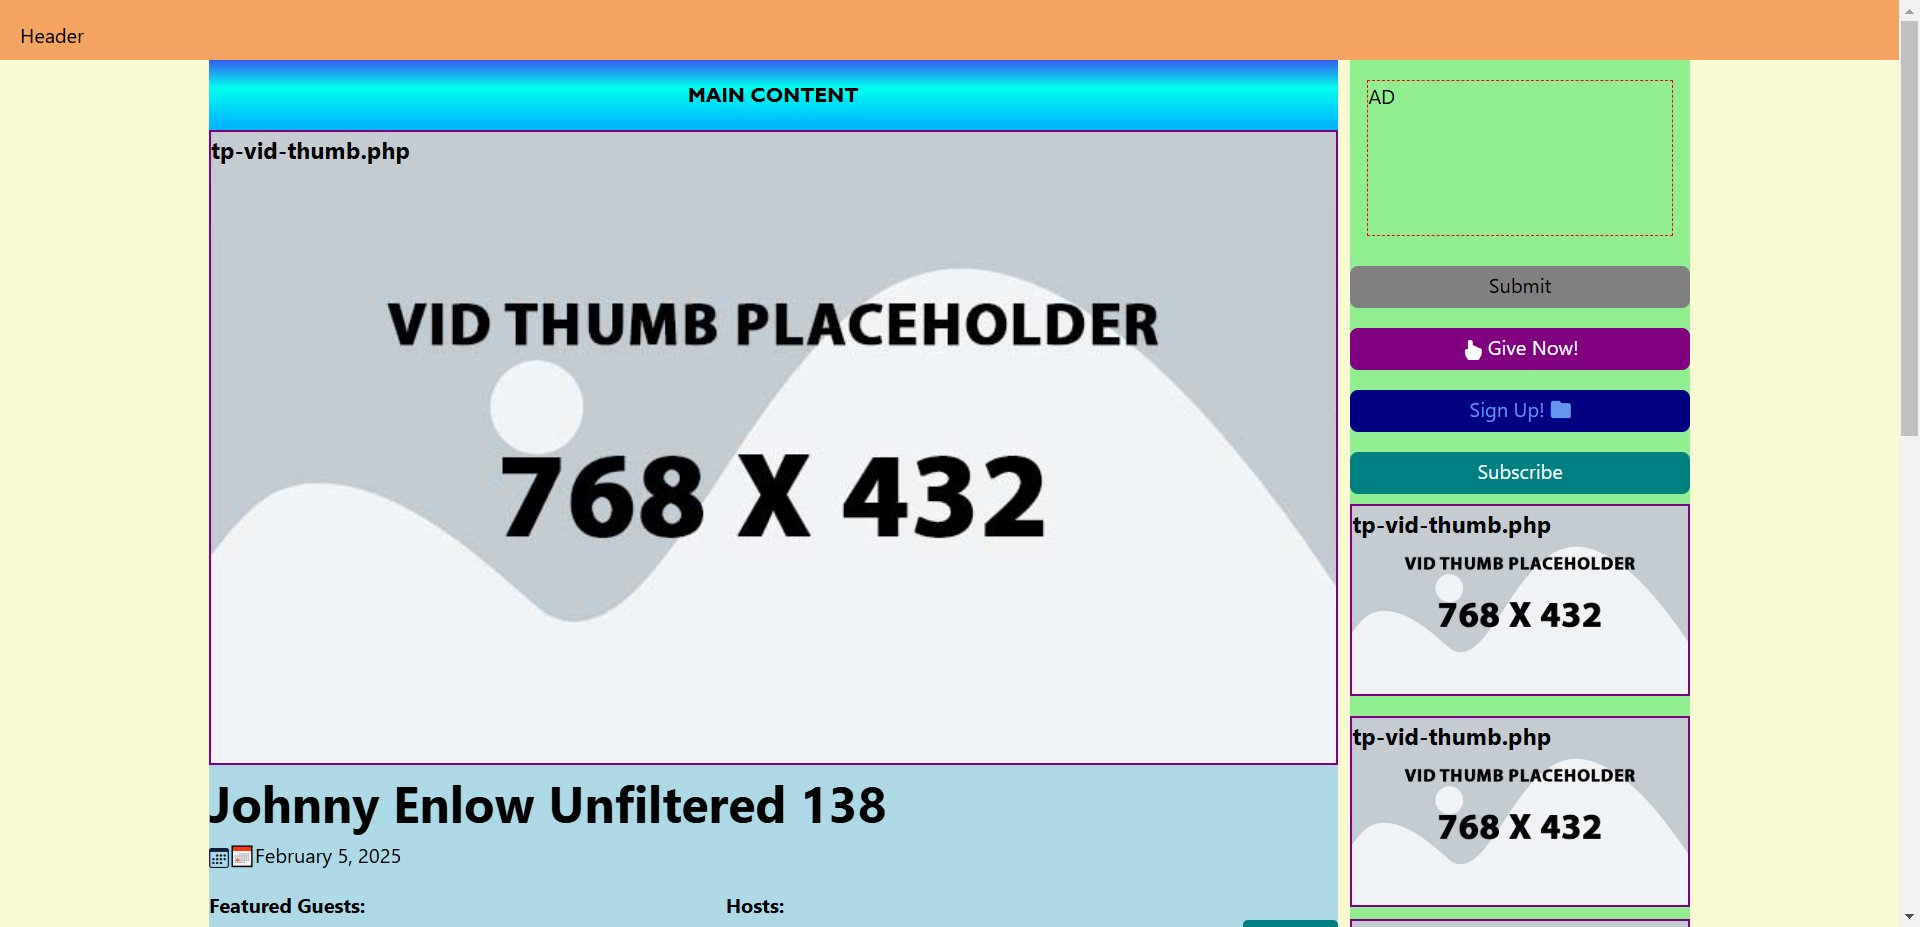 Header
MAIN CONTENT
tp-vid-thumb.php
VID THUMB PLACEHOLDER
768 X 432
Johnny Enlow Unfiltered 138
February 5, 2025
Featured Guests:
Hosts:
AD
Submit
Give Now!
Sign Up!
Subscribe
tp-vid-thumb.php
VID THUMB PLACEHOLDER
768 X 432
tp-vid-thumb.php
VID THUMB PLACEHOLDER
768 X 432